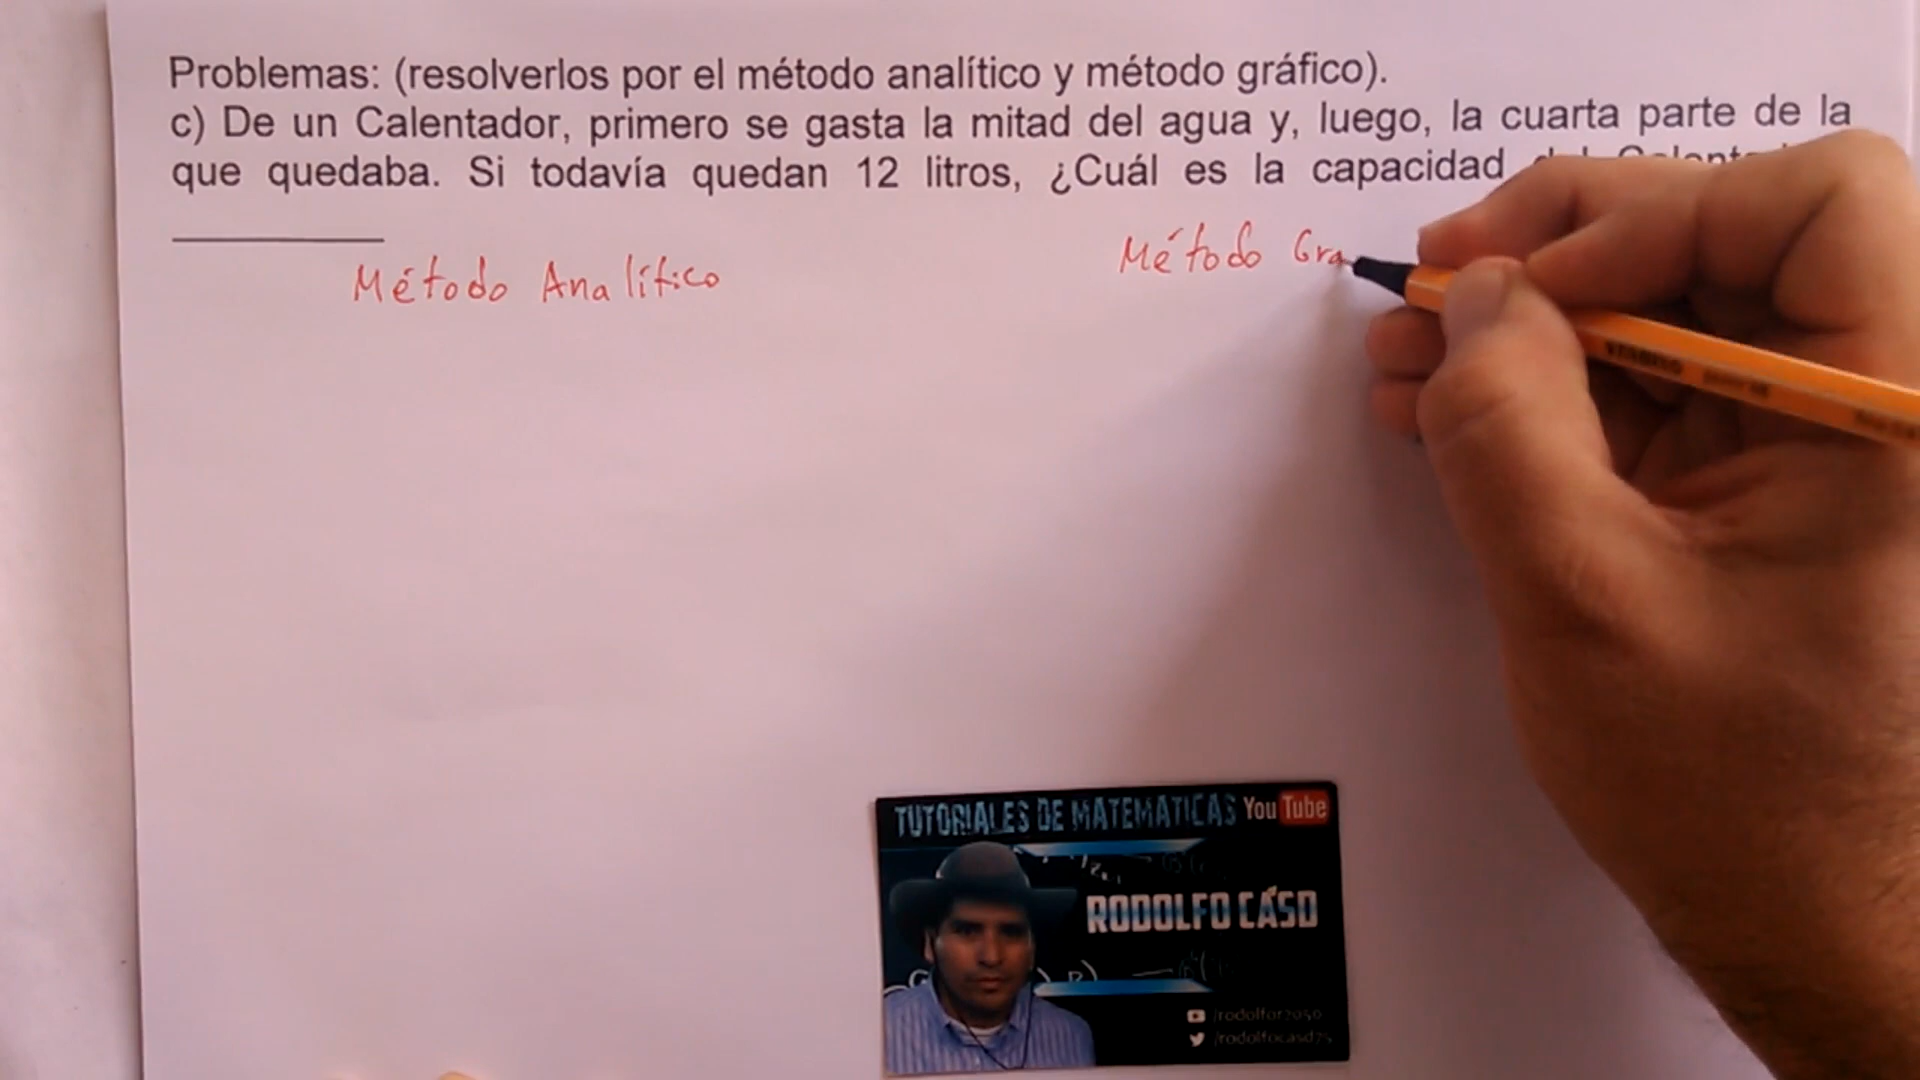 Problemas: (resolverlos por el método analítico y método gráfico).
c) De un Calentador, primero se gasta la mitad del agua y, luego, la cuarta parte de la
que quedaba. Si todavía quedan 12 litros, ¿Cuál es la capacidad
Método Analítico
Método Gra
TUTORIALES DE MATEMATICAS YouTube
RODOLFO CASO